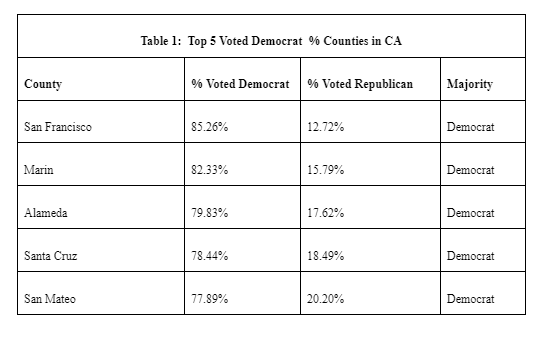 Table 1: Top 5 Voted Democrat % Counties in CA
County % Voted Democrat % Voted Republican Majority
San Francisco 85.26% 12.72% Democrat
Marin 82.33% 15.79% Democrat
Alameda 79.83% 17.62% Democrat
Santa Cruz 78.44% 18.49% Democrat
San Mateo 77.89% 20.20% Democrat